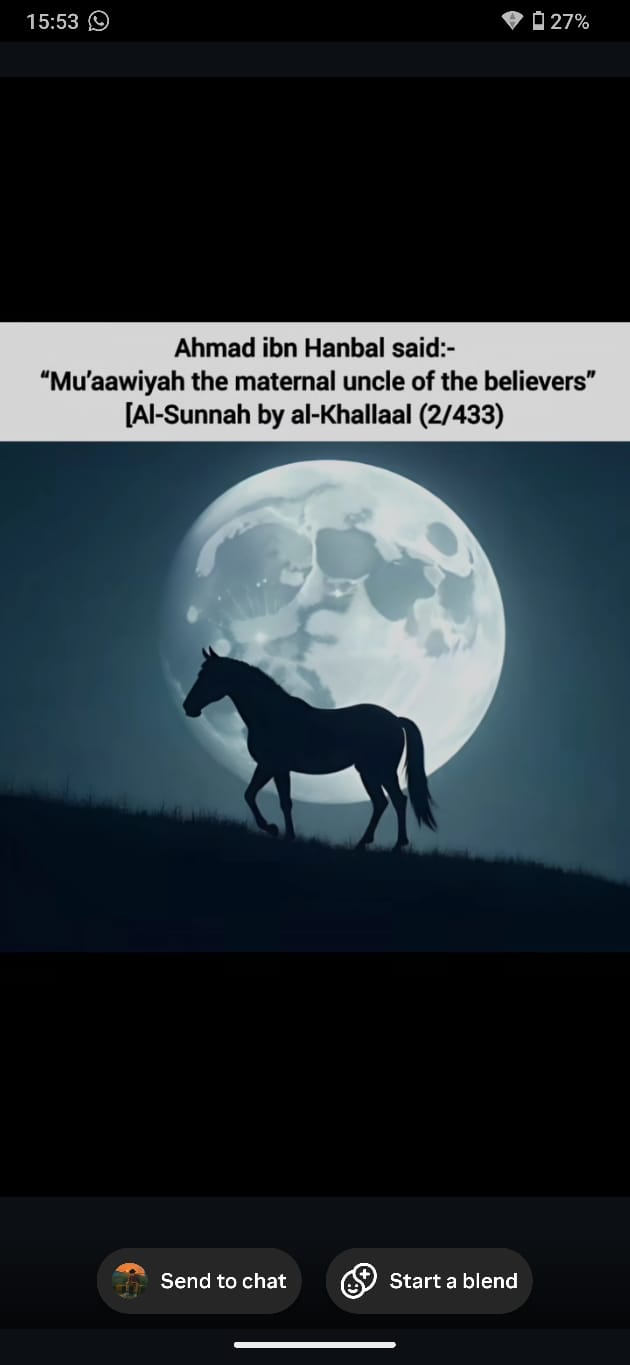 15:53
27%
Ahmad ibn Hanbal said:-
“Mu’aawiyah the maternal uncle of the believers”
[Al-Sunnah by al-Khallaal (2/433)
Send to chat
Start a blend